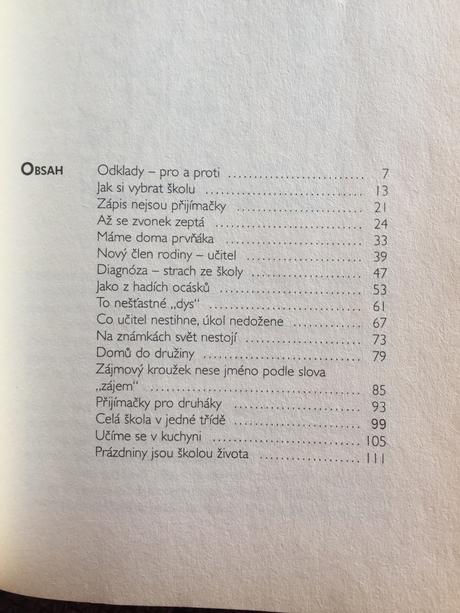 OBSAH
Odklady – pro a proti ........................ 7
Jak si vybrat školu ........................ 13
Zápis nejsou přijímačky ........................ 21
Až se zvonek zeptá ........................ 24
Máme doma prvňáka ........................ 33
Nový člen rodiny – učitel ........................ 39
Diagnóza – strach ze školy ........................ 47
Jako z hadích ocásků ........................ 53
To nešťastné „dys“ ........................ 61
Co učitel nestihne, úkol nedožene ........................ 67
Na známkách svět nestojí ........................ 73
Domů do družiny ........................ 79
Zájmový kroužek nese jméno podle slova
„zájem“ ........................ 85
Přijímačky pro druháky ........................ 93
Celá škola v jedné třídě ........................ 99
Učíme se v kuchyni ........................ 105
Prázdniny jsou školou života ........................ 111